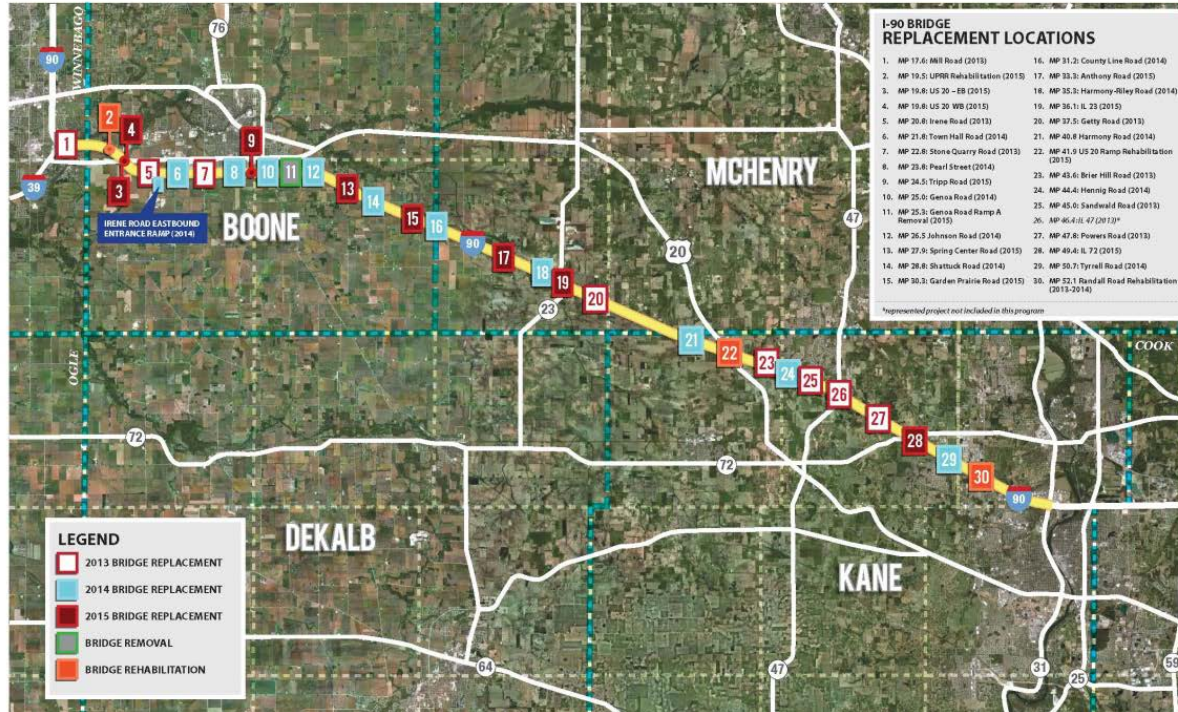 I-90 BRIDGE
REPLACEMENT LOCATIONS
1. MP 17.6: Mill Road (2013)
2. MP 19.5: UPRR Rehabilitation (2015)
3. MP 19.8: US 20 – EB (2015)
4. MP 19.8: US 20 WB (2015)
5. MP 20.8: Irene Road (2013)
6. MP 21.8: Town Hall Road (2014)
7. MP 22.8: Stone Quarry Road (2013)
8. MP 23.8: Pearl Street (2014)
9. MP 24.5: Tripp Road (2015)
10. MP 25.0: Genoa Road (2014)
11. MP 25.3: Genoa Road Ramp A
Removal (2015)
12. MP 26.5 Johnson Road (2014)
13. MP 27.9: Spring Center Road (2015)
14. MP 28.8: Shattuck Road (2014)
15. MP 30.3: Garden Prairie Road (2015)
16. MP 31.2: County Line Road (2014)
17. MP 33.3: Anthony Road (2015)
18. MP 35.3: Harmony-Riley Road (2014)
19. MP 36.1: IL 23 (2015)
20. MP 37.5: Getty Road (2013)
21. MP 40.8 Harmony Road (2014)
22. MP 41.9 US 20 Ramp Rehabilitation
(2015)
23. MP 43.6: Brier Hill Road (2013)
24. MP 44.4: Hennig Road (2014)
25. MP 45.0: Sandwald Road (2013)
26. MP 46.4: IL 47 (2013)*
27. MP 47.8: Powers Road (2013)
28. MP 49.4: IL 72 (2015)
29. MP 50.7: Tyrrell Road (2014)
30. MP 52.1 Randall Road Rehabilitation
(2013-2014)
*represented project not included in this program
76
90
WINNEBAGO
2
4
9
1
3
5
6
7
8
10
11
12
13
14
15
16
39
IRENE ROAD EASTBOUND
ENTRANCE RAMP (2014)
BOONE
MCHENRY
47
20
90
17
18
19
20
23
21
22
23
24
25
26
27
28
29
30
90
OGLE
COOK
72
72
DEKALB
KANE
64
47
31
25
59
LEGEND
2013 BRIDGE REPLACEMENT
2014 BRIDGE REPLACEMENT
2015 BRIDGE REPLACEMENT
BRIDGE REMOVAL
BRIDGE REHABILITATION